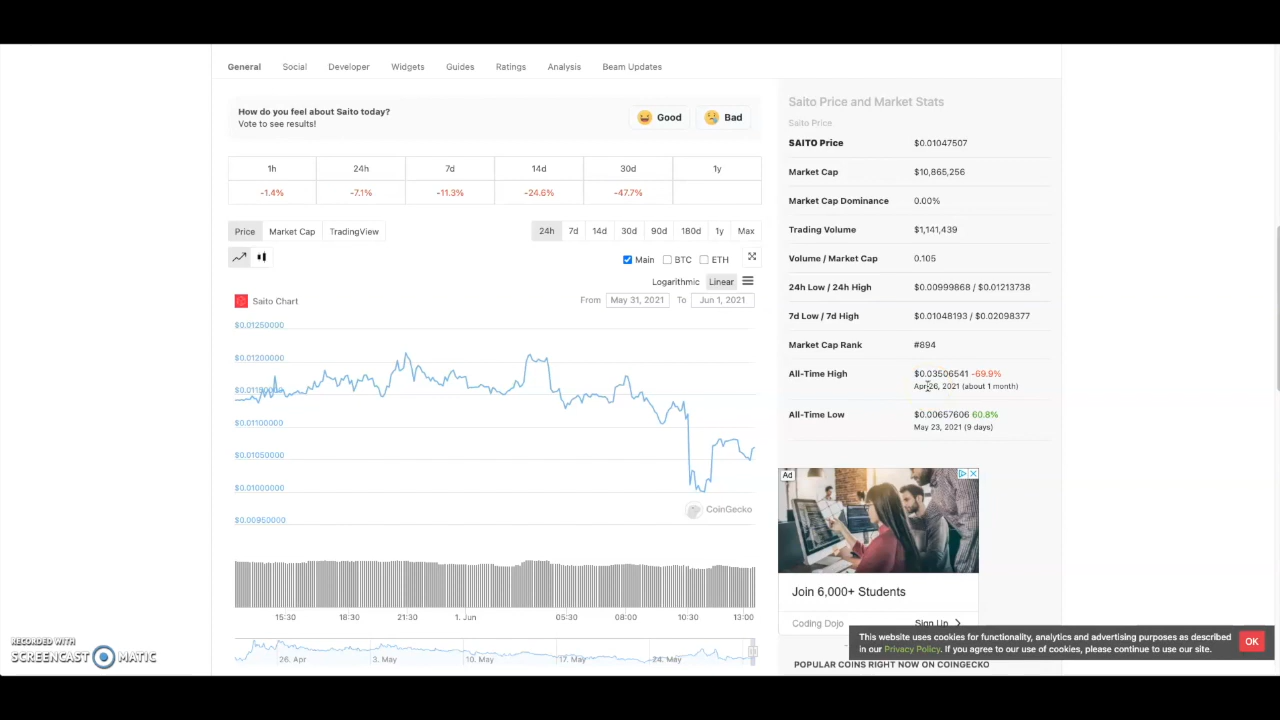 General Social Developer Widgets Guides Ratings Analysis Beam Updates
How do you feel about Saito today?
Vote to see results!
Good Bad
1h 24h 7d 14d 30d 1y
-1.4% -7.1% -11.3% -24.6% -47.7%
Price Market Cap TradingView
24h 7d 14d 30d 90d 180d 1y Max
Main BTC ETH
Logarithmic Linear
Saito Chart
From May 31, 2021 To Jun 1, 2021
$0.01250000
$0.01200000
$0.01150000
$0.01100000
$0.01050000
$0.01000000
$0.00950000
CoinGecko
15:30 18:30 21:30 1. Jun 05:30 08:00 10:30 13:00
26. Apr 3. May 10. May 17. May 24. May
Saito Price and Market Stats
Saito Price
SAITO Price $0.01047507
Market Cap $10,865,256
Market Cap Dominance 0.00%
Trading Volume $1,141,439
Volume / Market Cap 0.105
24h Low / 24h High $0.00999868 / $0.01213738
7d Low / 7d High $0.01048193 / $0.02098377
Market Cap Rank #894
All-Time High $0.03506541 -69.9%
Apr 26, 2021 (about 1 month)
All-Time Low $0.00657606 60.8%
May 23, 2021 (9 days)
Ad
Join 6,000+ Students
Coding Dojo Sign Up
This website uses cookies for functionality, analytics and advertising purposes as described
in our Privacy Policy. If you agree to our use of cookies, please continue to use our site.
OK
POPULAR COINS RIGHT NOW ON COINGECKO
RECORDED WITH
SCREENCAST MATIC